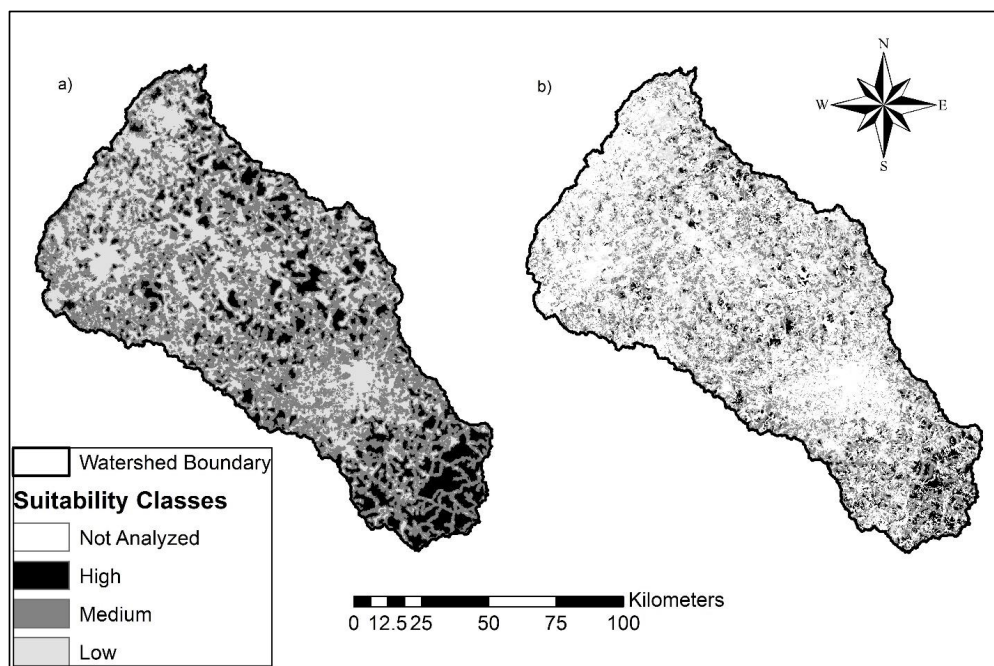 a)
b)
N
W
E
S
Watershed Boundary
Suitability Classes
Not Analyzed
High
Medium
Low
Kilometers
0 12.5 25 50 75 100